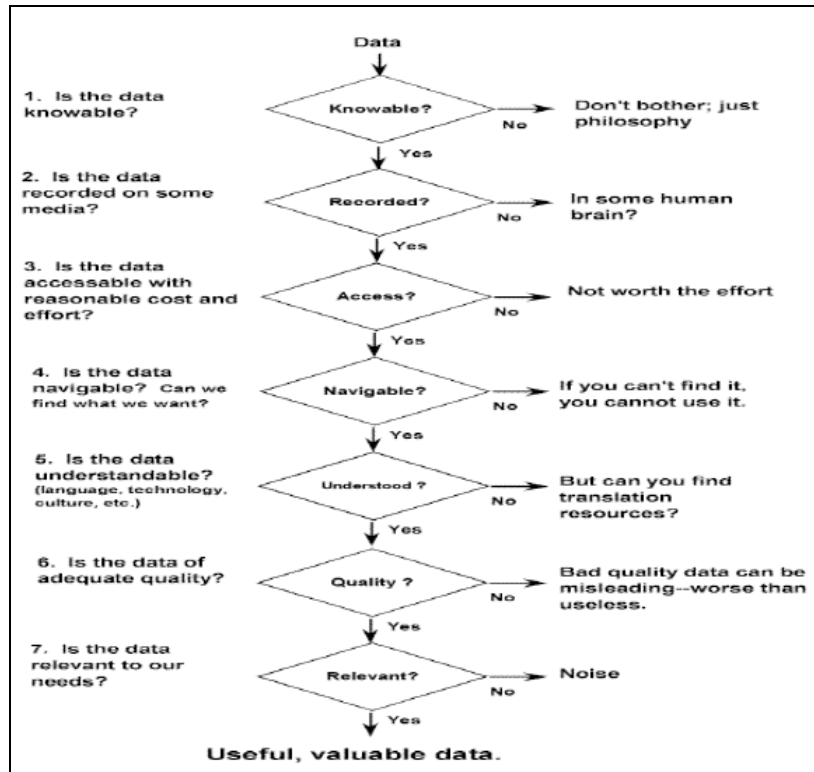 Data
1. Is the data
knowable?
Knowable?
No
Don't bother; just
philosophy
Yes
2. Is the data
recorded on some
media?
Recorded?
No
In some human
brain?
Yes
3. Is the data
accessable with
reasonable cost and
effort?
Access?
No
Not worth the effort
Yes
4. Is the data
navigable? Can we
find what we want?
Navigable?
No
If you can't find it,
you cannot use it.
Yes
5. Is the data
understandable?
(language, technology,
culture, etc.)
Understood ?
No
But can you find
translation
resources?
Yes
6. Is the data of
adequate quality?
Quality ?
No
Bad quality data can be
misleading--worse than
useless.
Yes
7. Is the data
relevant to our
needs?
Relevant?
No
Noise
Yes
Useful, valuable data.